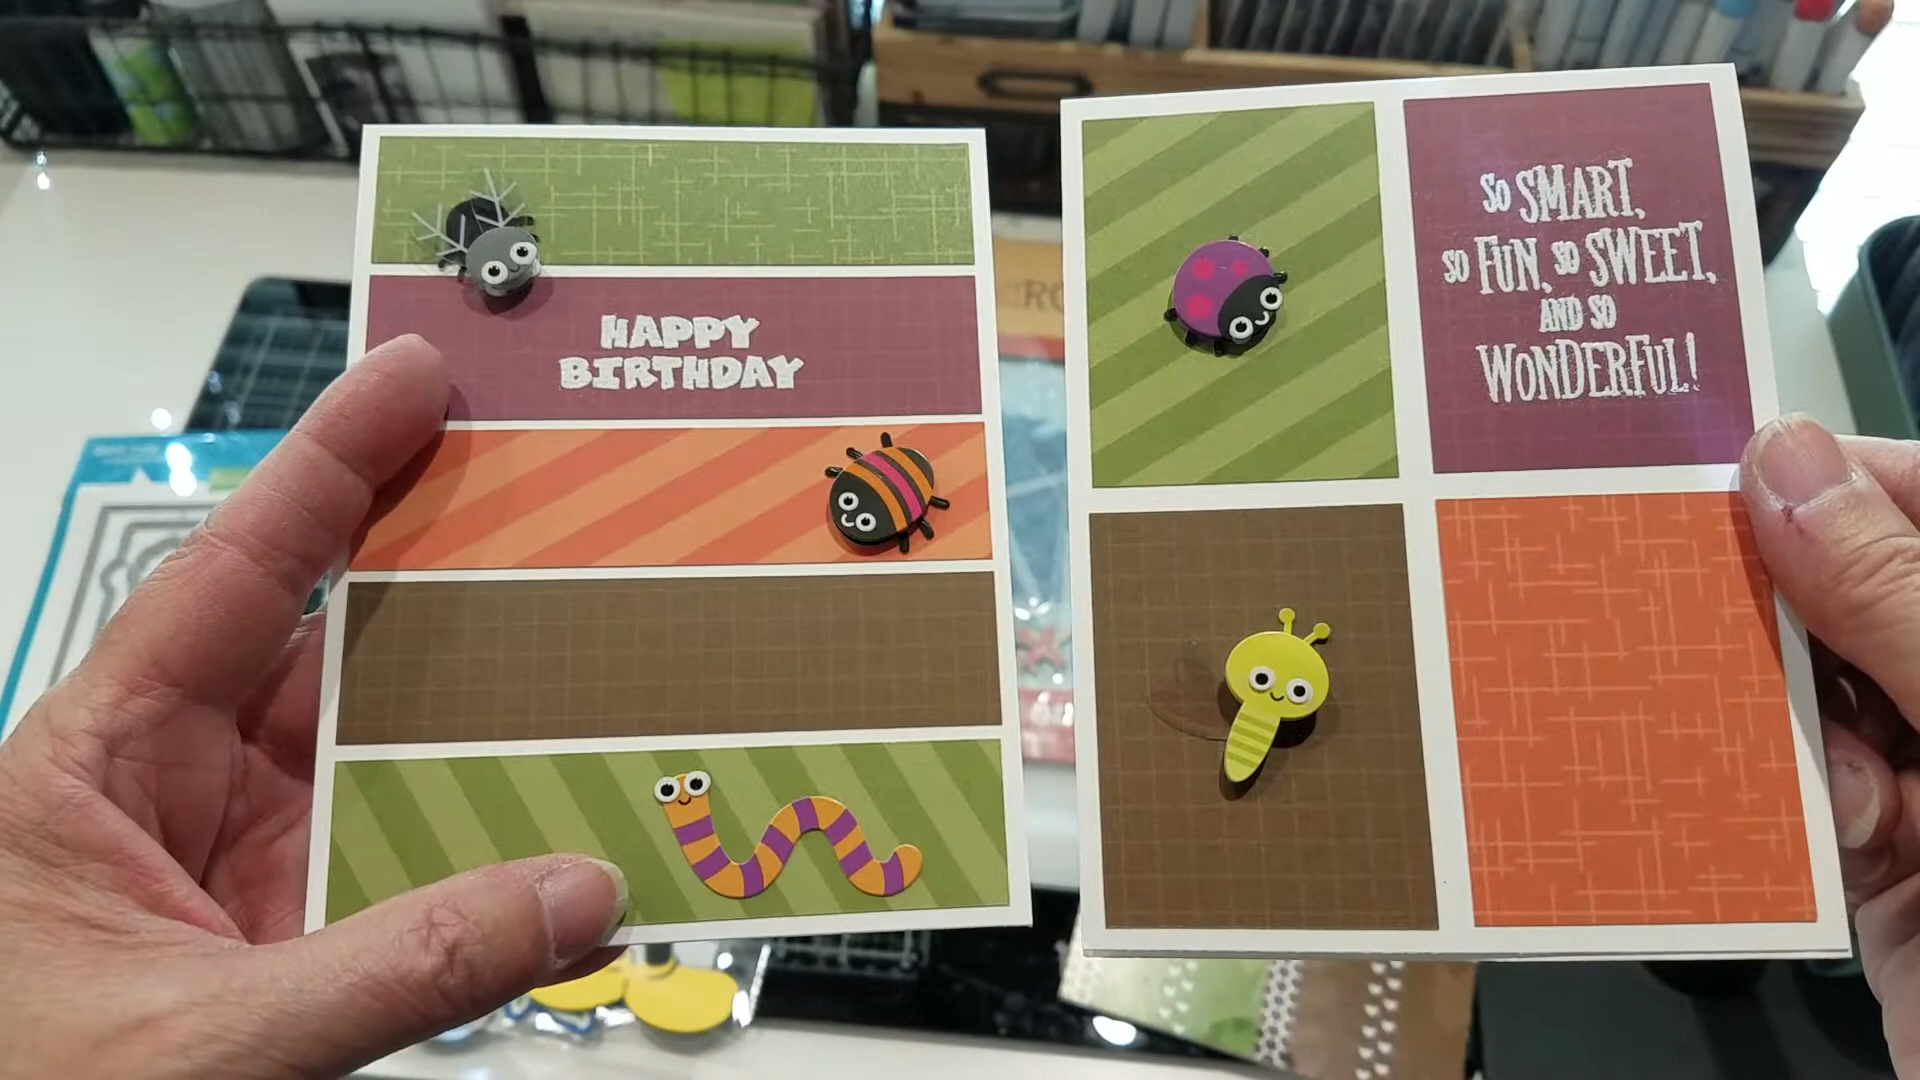 HAPPY
BIRTHDAY
SO SMART,
SO FUN, SO SWEET,
AND SO
WONDERFUL!